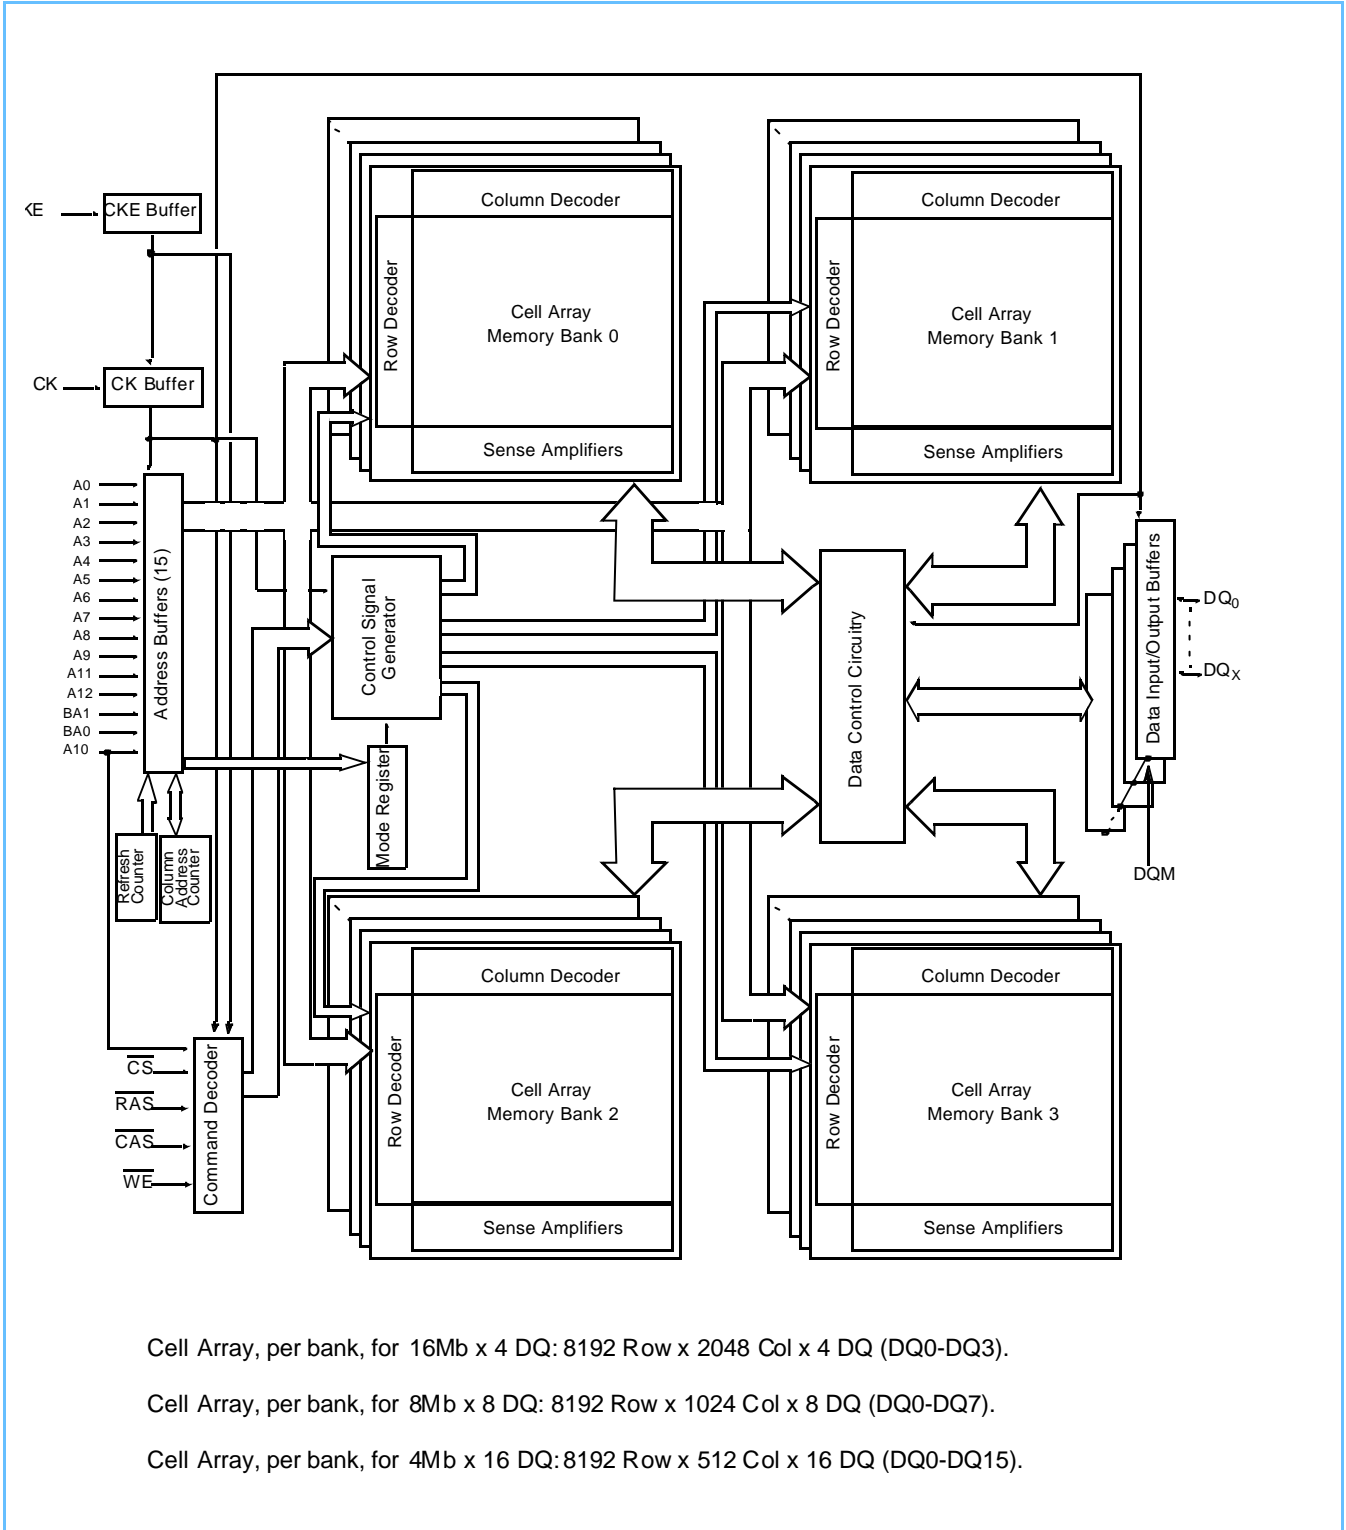 Column Decoder
Column Decoder
KE
CKE Buffer
Row Decoder
Cell Array
Memory Bank 0
Row Decoder
Cell Array
Memory Bank 1
CK
CK Buffer
Sense Amplifiers
Sense Amplifiers
A0
A1
A2
A3
A4
A5
A6
A7
A8
A9
A11
A12
BA1
BA0
A10
Address Buffers (15)
Control Signal
Generator
Data Control Circuitry
Data Input/Output Buffers
DQ0
DQX
Mode Register
Refresh
Counter
Column
Address
Counter
DQM
Column Decoder
Column Decoder
CS
RAS
CAS
WE
Command Decoder
Row Decoder
Cell Array
Memory Bank 2
Row Decoder
Cell Array
Memory Bank 3
Sense Amplifiers
Sense Amplifiers
Cell Array, per bank, for 16Mb x 4 DQ: 8192 Row x 2048 Col x 4 DQ (DQ0-DQ3).
Cell Array, per bank, for 8Mb x 8 DQ: 8192 Row x 1024 Col x 8 DQ (DQ0-DQ7).
Cell Array, per bank, for 4Mb x 16 DQ: 8192 Row x 512 Col x 16 DQ (DQ0-DQ15).